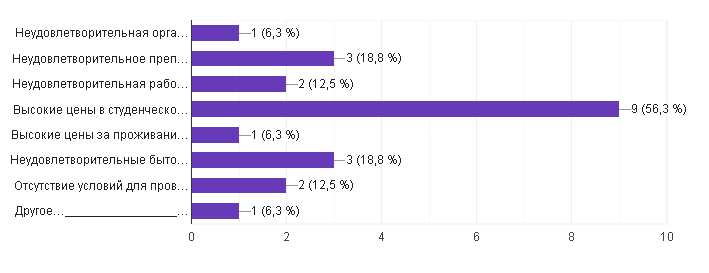 Неудовлетворительная орга…
1 (6,3 %)
Неудовлетворительное преп…
3 (18,8 %)
Неудовлетворительная рабо…
2 (12,5 %)
Высокие цены в студенческо…
9 (56,3 %)
Высокие цены за проживани…
1 (6,3 %)
Неудовлетворительные быто…
3 (18,8 %)
Отсутствие условий для пров…
2 (12,5 %)
Другое…_________________…
1 (6,3 %)
0 2 4 6 8 10